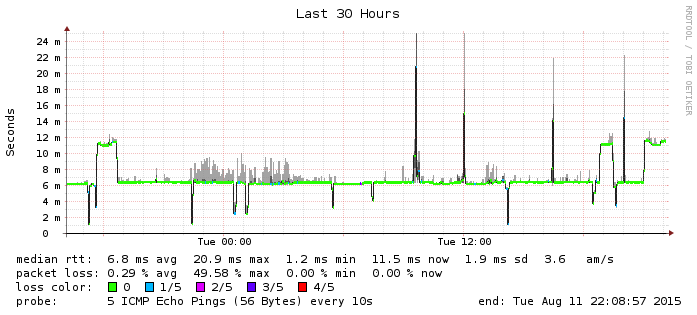 Last 30 Hours
RRDTOOL / TOBI OETIKER
Seconds
24 m
22 m
20 m
18 m
16 m
14 m
12 m
10 m
8 m
6 m
4 m
2 m
0
Tue 00:00 Tue 12:00
median rtt: 6.8 ms avg 20.9 ms max 1.2 ms min 11.5 ms now 1.9 ms sd 3.6 am/s
packet loss: 0.29 % avg 49.58 % max 0.00 % min 0.00 % now
loss color: 0 1/5 2/5 3/5 4/5
probe: 5 ICMP Echo Pings (56 Bytes) every 10s end: Tue Aug 11 22:08:57 2015